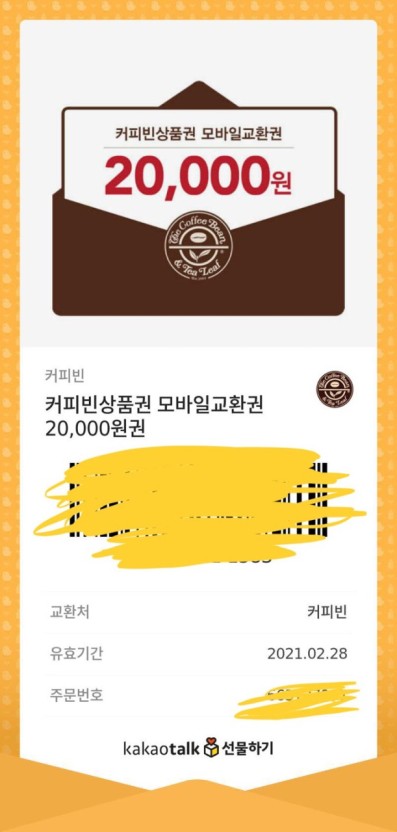 커피빈상품권 모바일교환권
20,000원
The Coffee Bean
& Tea Leaf
커피빈
커피빈상품권 모바일교환권
20,000원권
교환처 커피빈
유효기간 2021.02.28
주문번호
kakaotalk 선물하기